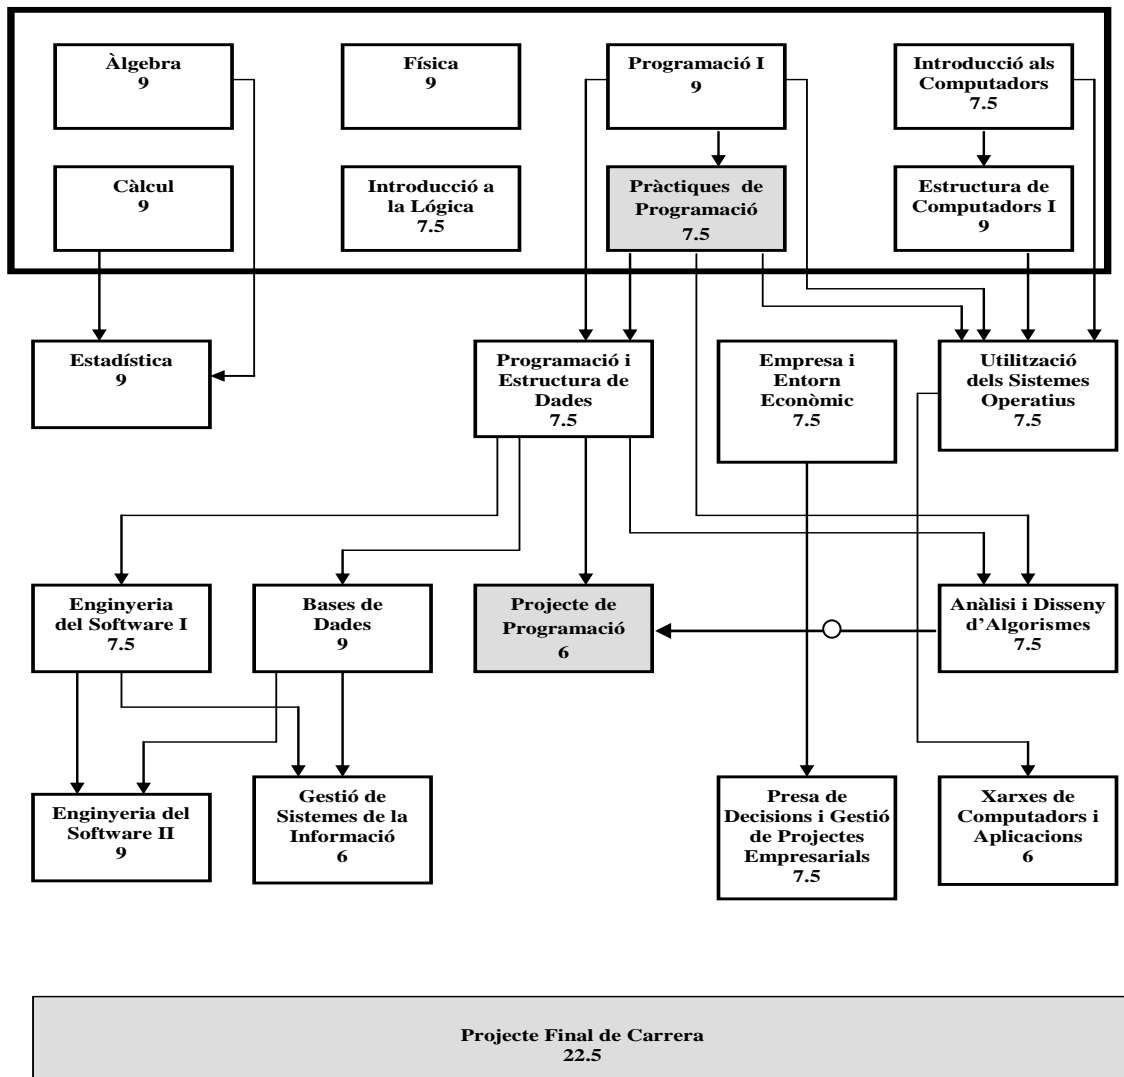 Àlgebra
9
Física
9
Programació I
9
Introducció als
Computadors
7.5
Càlcul
9
Introducció a
la Lógica
7.5
Pràctiques de
Programació
7.5
Estructura de
Computadors I
9
Estadística
9
Programació i
Estructura de
Dades
7.5
Empresa i
Entorn
Econòmic
7.5
Utilització
dels Sistemes
Operatius
7.5
Enginyeria
del Software I
7.5
Bases de
Dades
9
Projecte de
Programació
6
Anàlisi i Disseny
d’Algorismes
7.5
Enginyeria del
Software II
9
Gestió de
Sistemes de la
Informació
6
Presa de
Decisions i Gestió
de Projectes
Empresarials
7.5
Xarxes de
Computadors i
Aplicacions
6
Projecte Final de Carrera
22.5